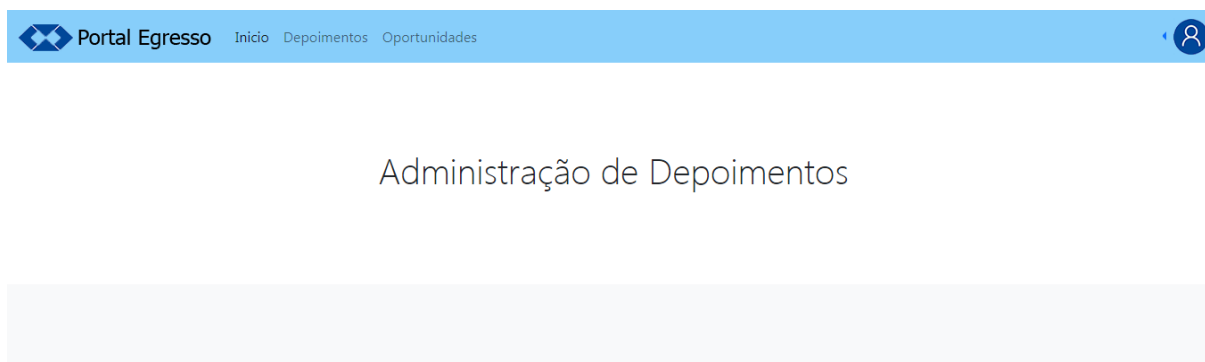 Portal Egresso Inicio Depoimentos Oportunidades
Administração de Depoimentos